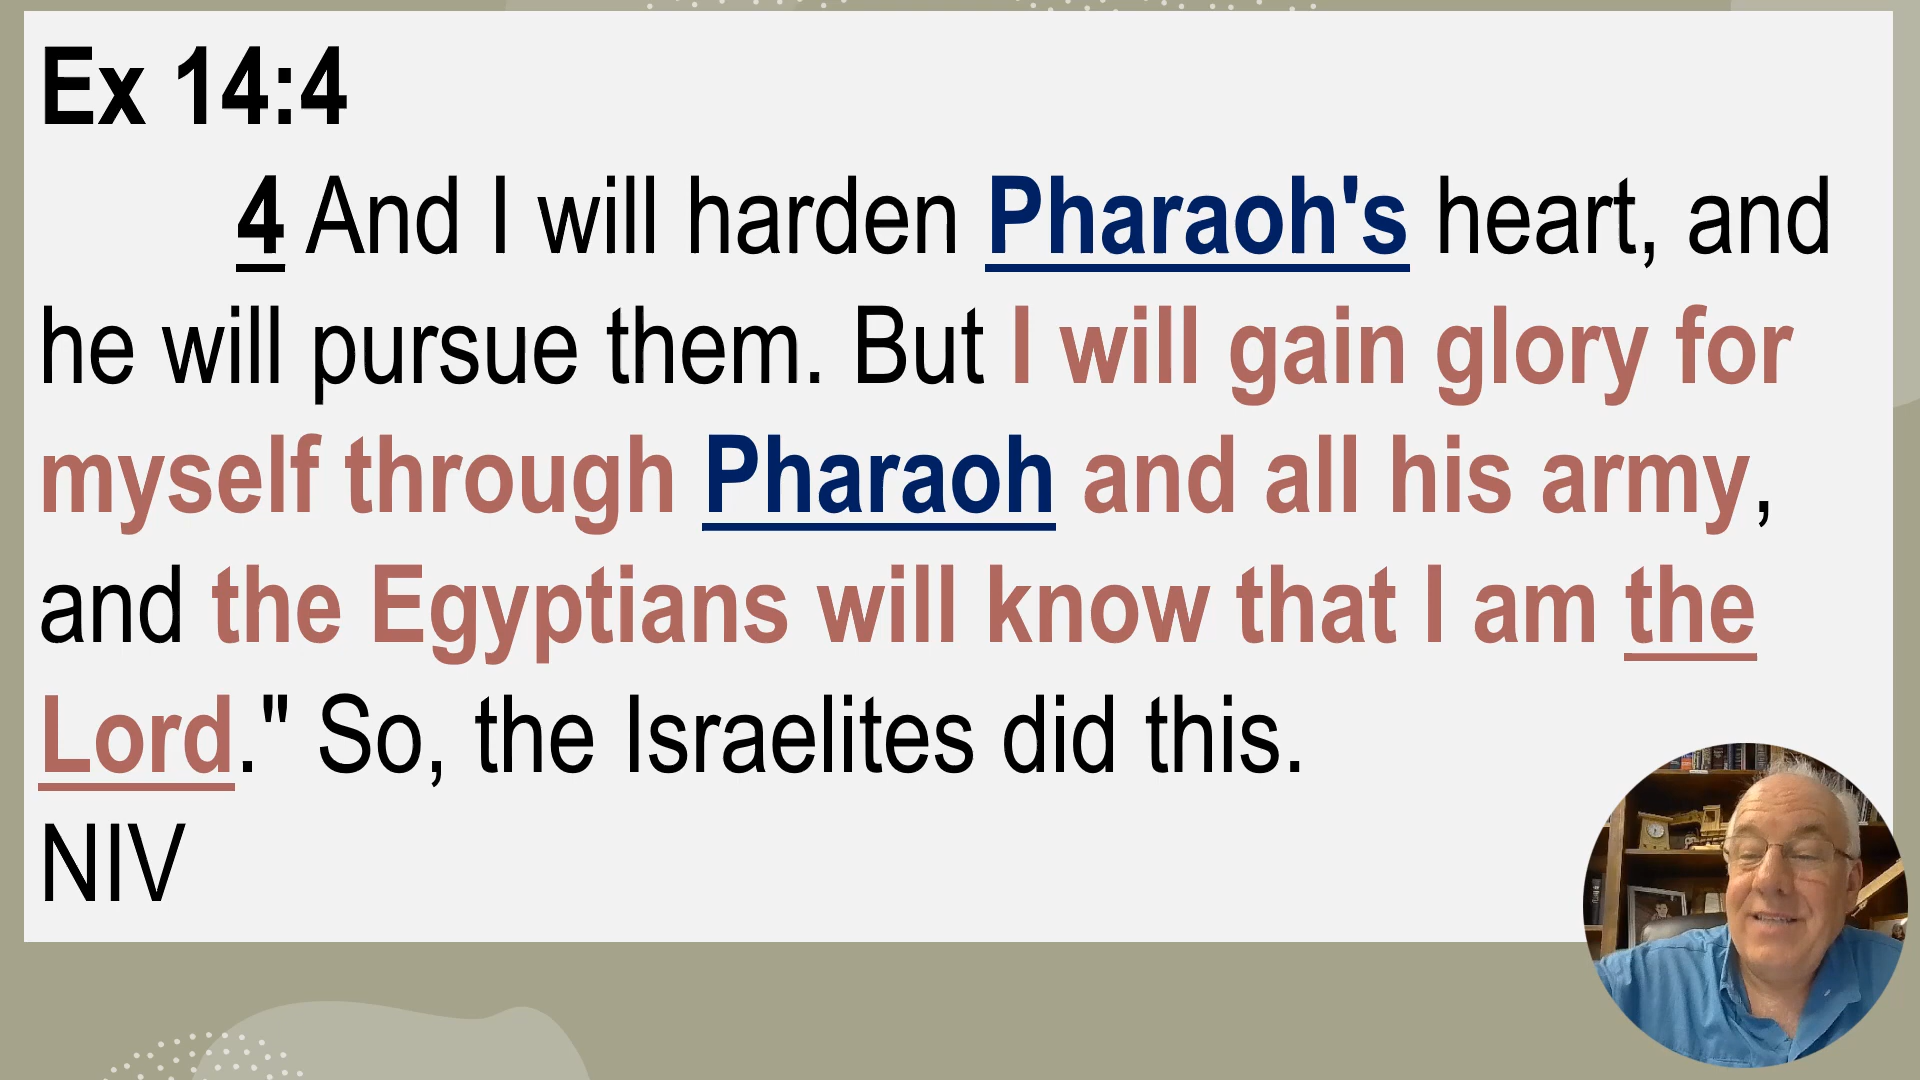 Ex 14:4
4 And I will harden Pharaoh's heart, and
he will pursue them. But I will gain glory for
myself through Pharaoh and all his army,
and the Egyptians will know that I am the
Lord." So, the Israelites did this.
NIV